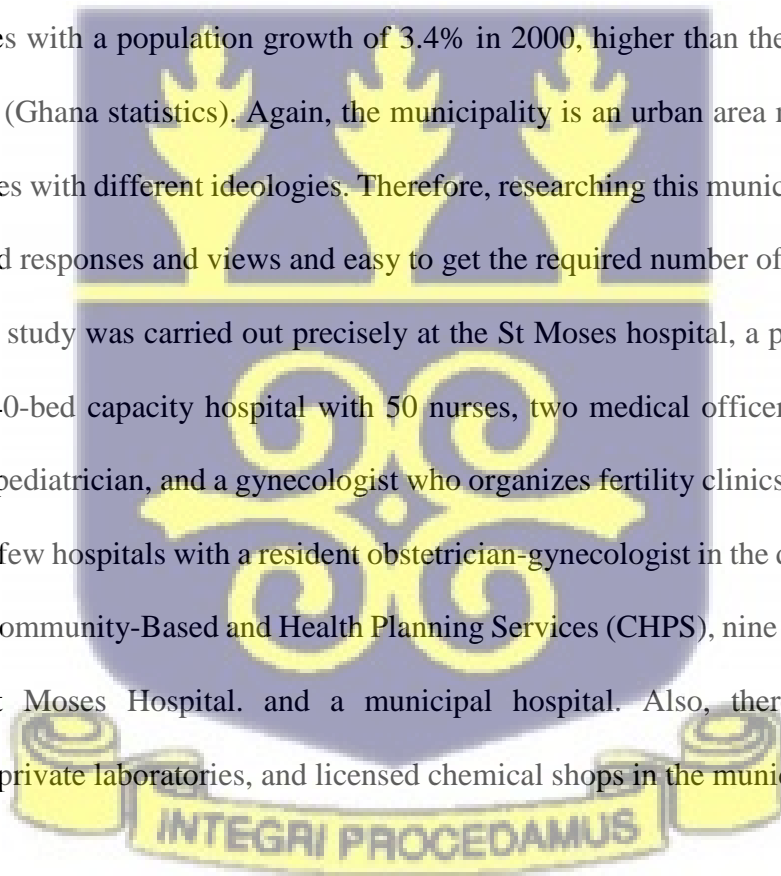 es with a population growth of 3.4% in 2000, higher than the
(Ghana statistics). Again, the municipality is an urban area
es with different ideologies. Therefore, researching this munic
d responses and views and easy to get the required number of
study was carried out precisely at the St Moses hospital, a p
0-bed capacity hospital with 50 nurses, two medical officer
pediatrician, and a gynecologist who organizes fertility clinics
few hospitals with a resident obstetrician-gynecologist in the
ommunity-Based and Health Planning Services (CHPS), nine
t Moses Hospital. and a municipal hospital. Also, ther
private laboratories, and licensed chemical shops in the munic
INTEGRI PROCEDAMUS